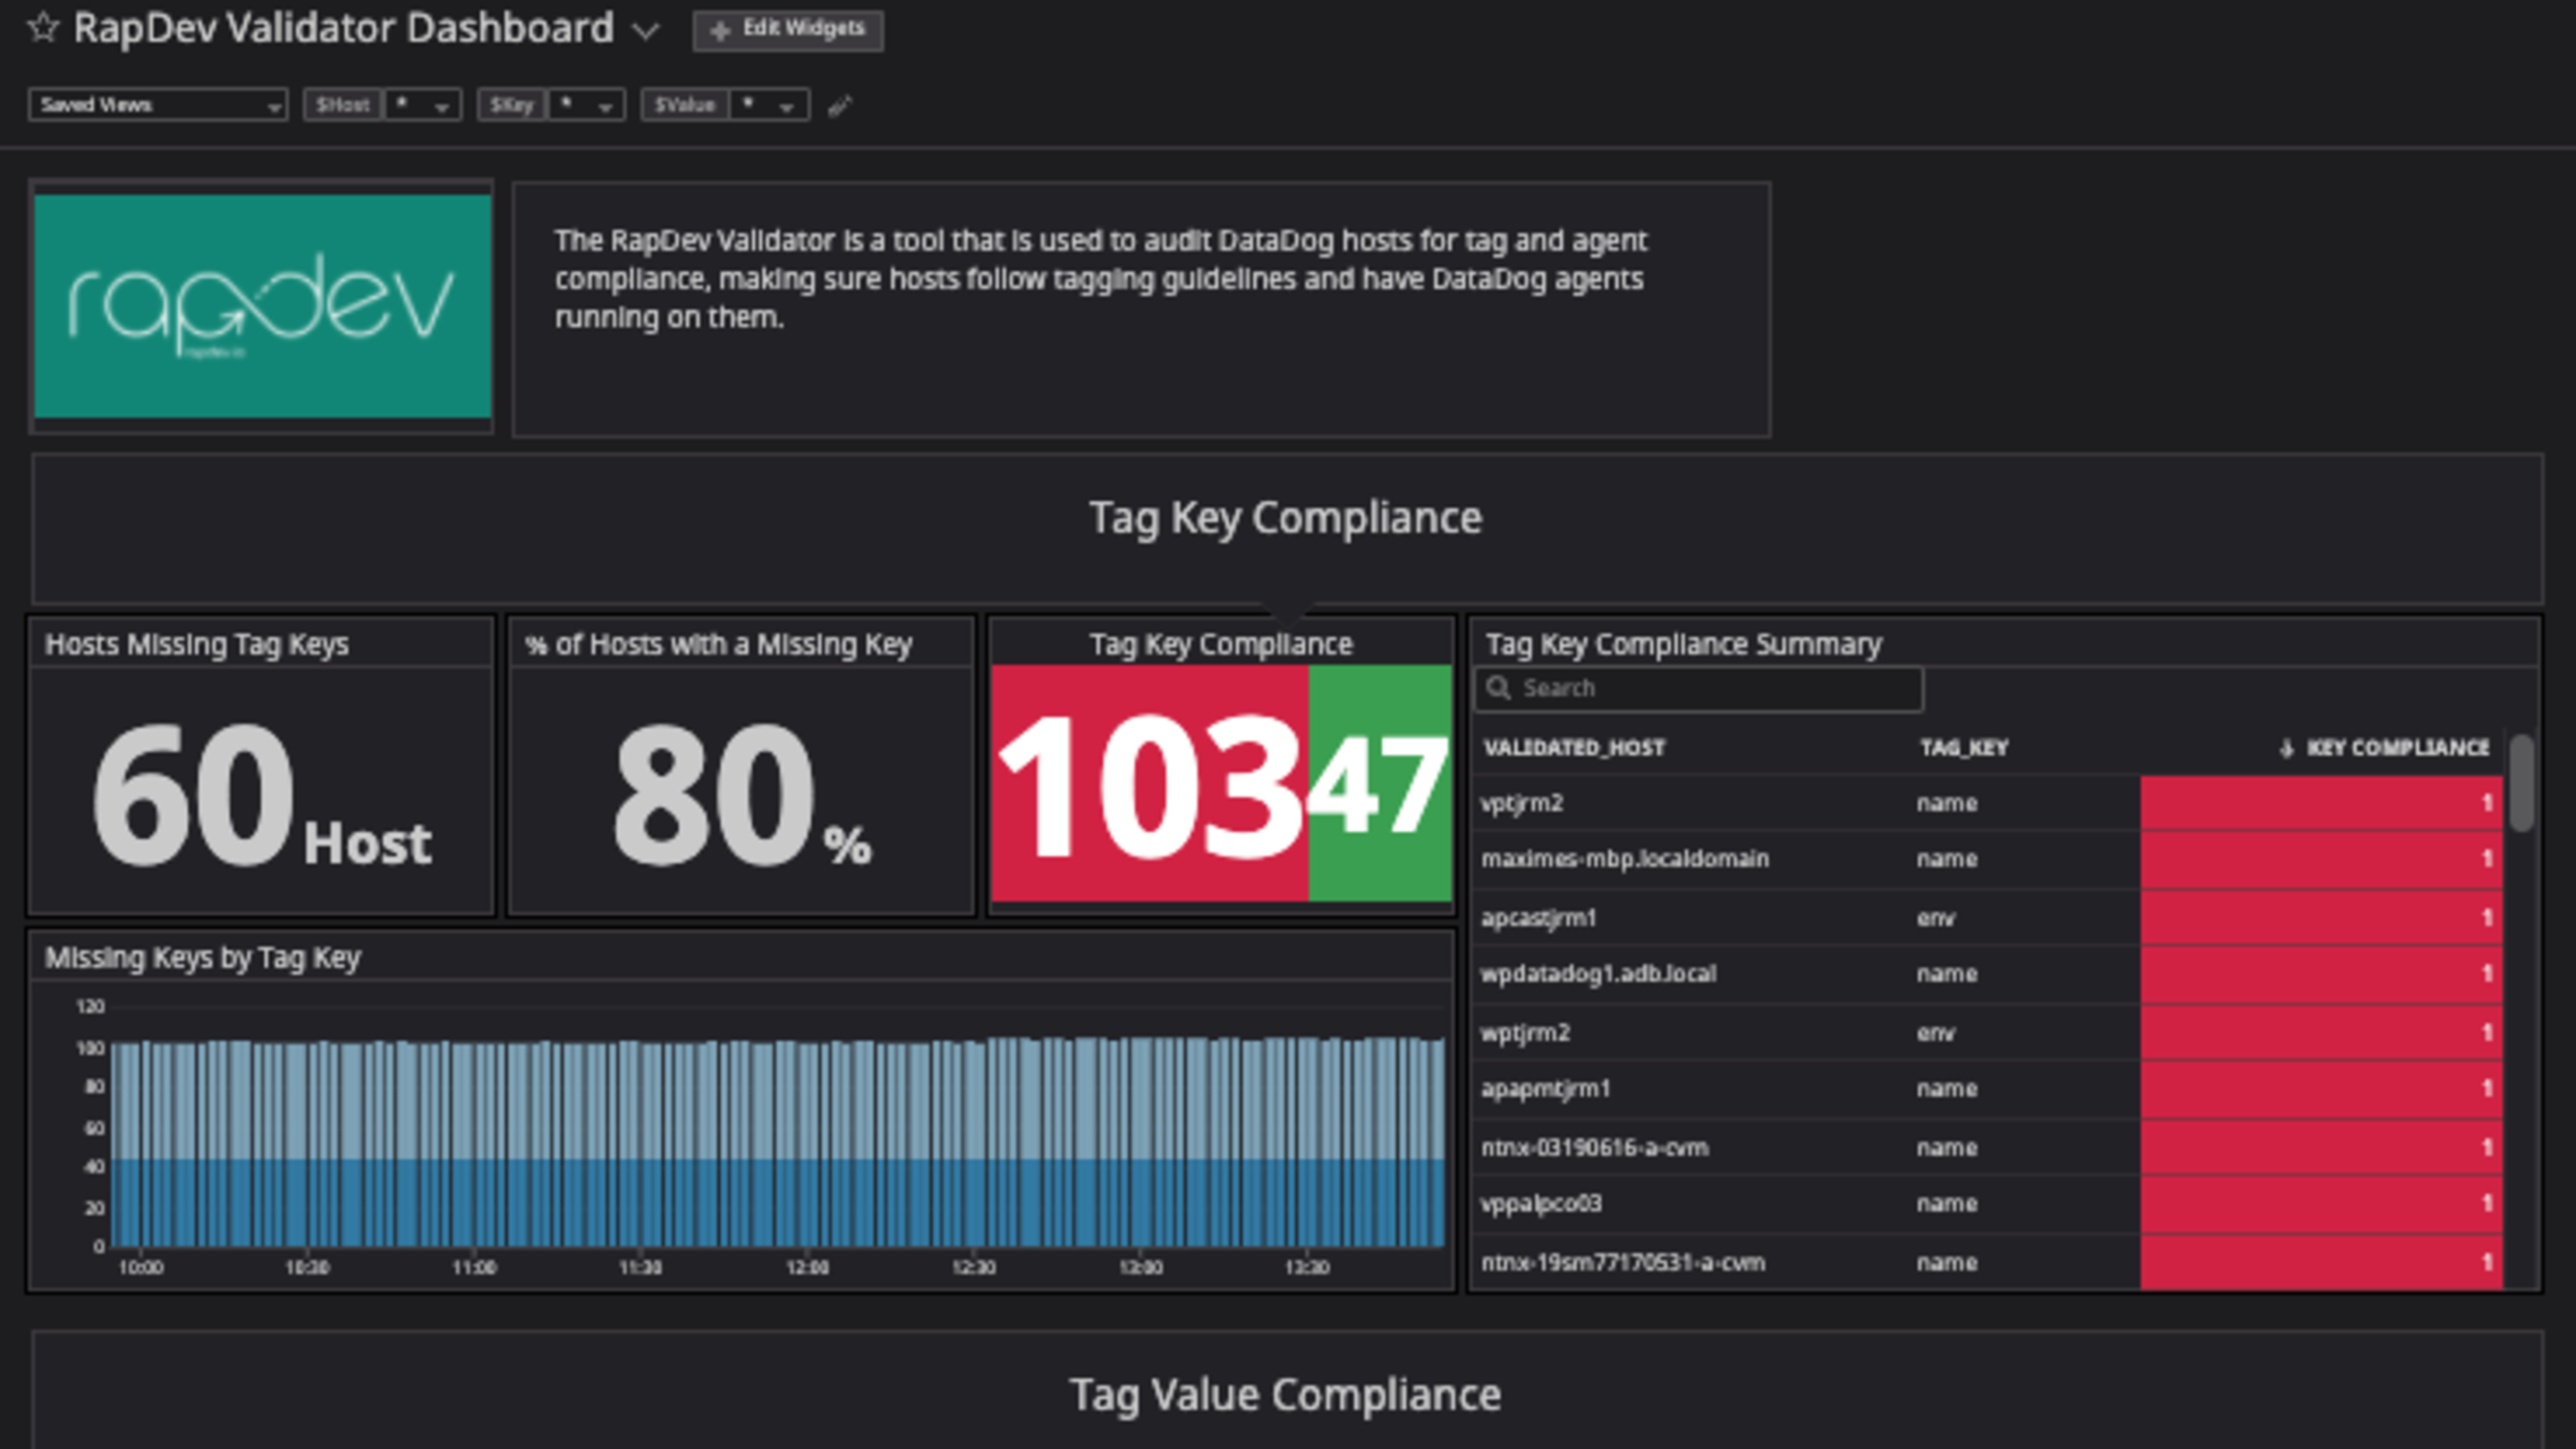 RapDev Validator Dashboard
Edit Widgets
Saved Views
$Host *
$Key *
$Value *
rapdev
rapdev.io
The RapDev Validator is a tool that is used to audit DataDog hosts for tag and agent
compliance, making sure hosts follow tagging guidelines and have DataDog agents
running on them.
Tag Key Compliance
Hosts Missing Tag Keys
60 Host
% of Hosts with a Missing Key
80 %
Tag Key Compliance
103 47
Tag Key Compliance Summary
Search
VALIDATED_HOST TAG_KEY KEY COMPLIANCE
vptjrm2 name 1
maximes-mbp.localdomain name 1
apcastjrm1 env 1
wpdatadog1.adb.local name 1
wptjrm2 env 1
apapmtjrm1 name 1
ntnx-03190616-a-cvm name 1
vppalpco03 name 1
ntnx-19sm77170531-a-cvm name 1
Missing Keys by Tag Key
120
100
80
60
40
20
0
10:00 10:30 11:00 11:30 12:00 12:30 13:00 13:30
Tag Value Compliance